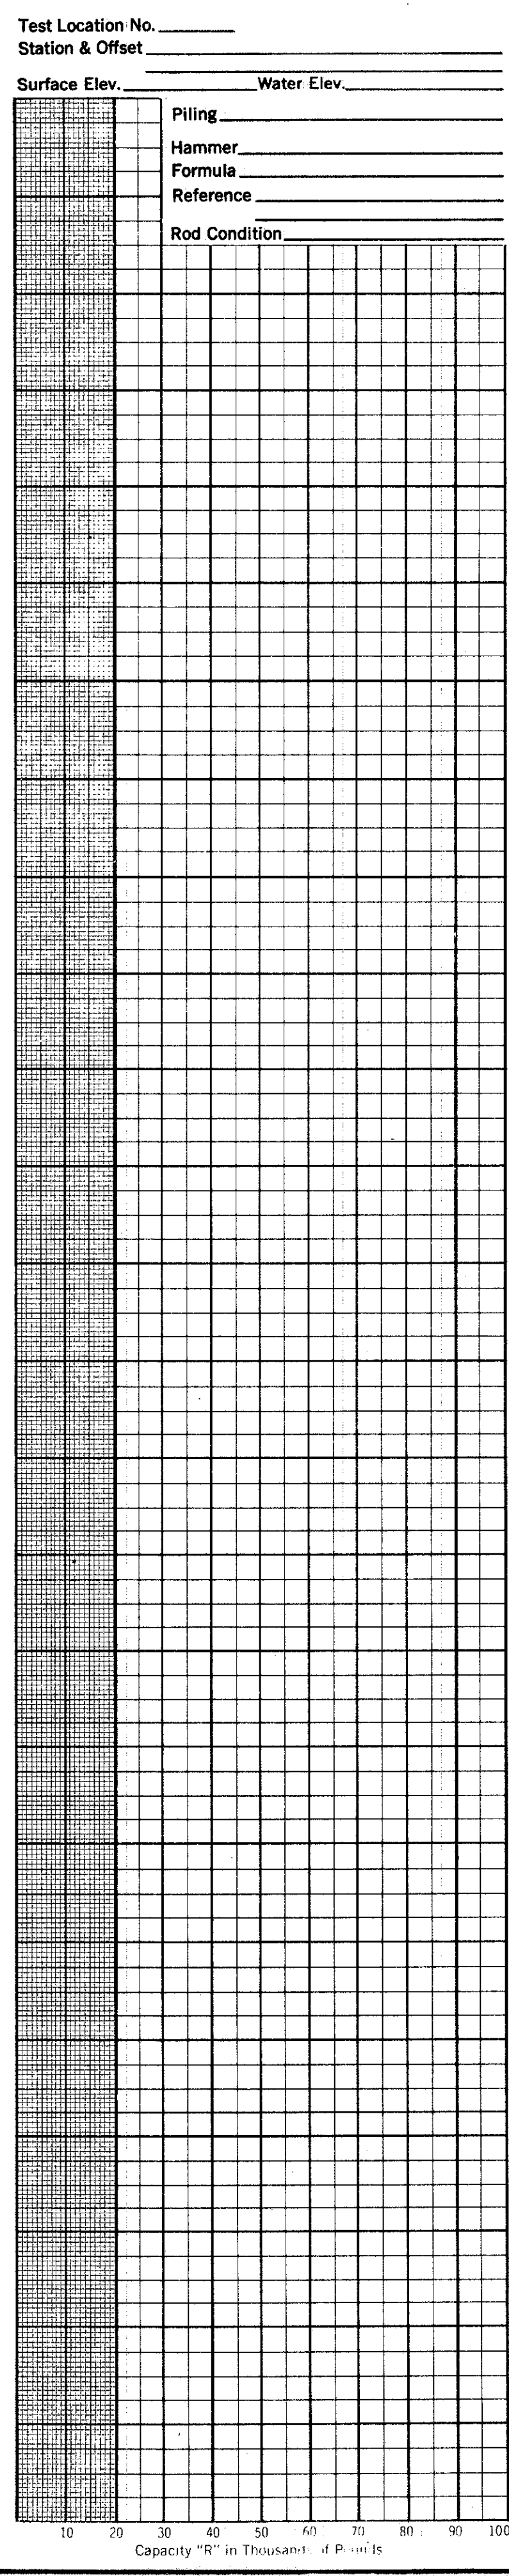 Test Location No.
Station & Offset
Surface Elev. Water Elev.
Piling
Hammer
Formula
Reference
Rod Condition
10 20 30 40 50 60 70 80 90 100
Capacity "R" in Thousands of Pounds